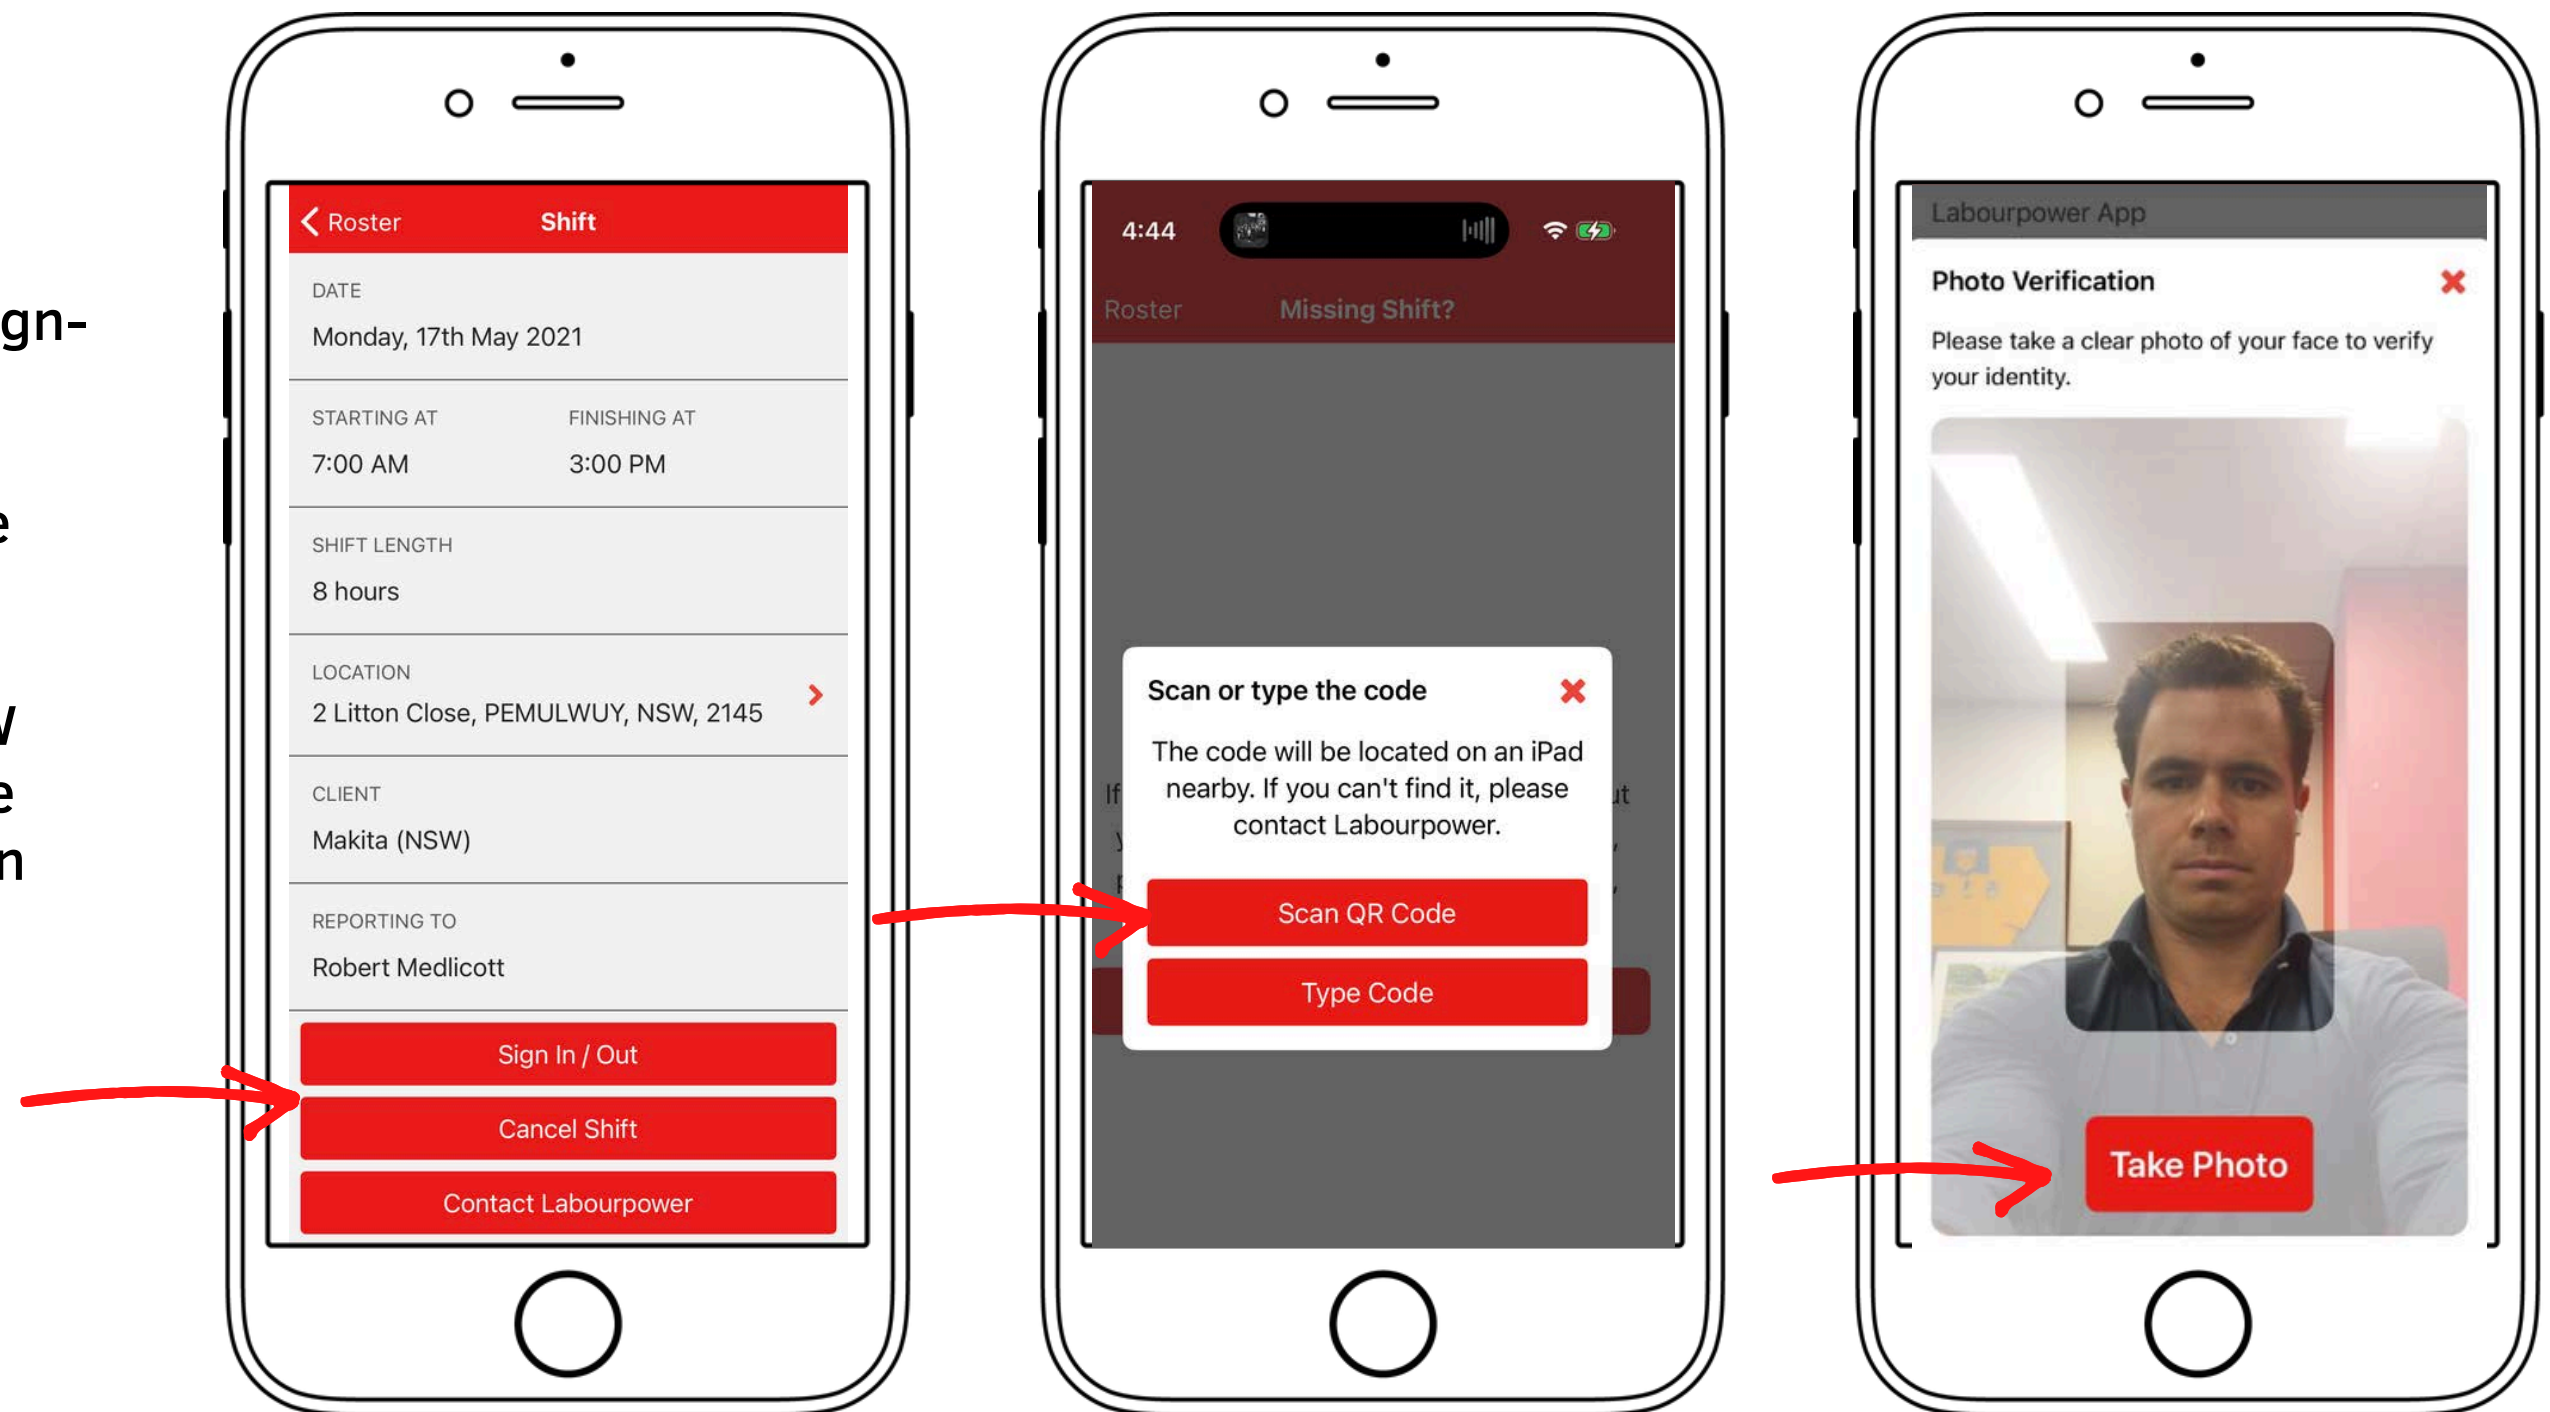 gn-
e
W
e
n
Roster
Shift
DATE
Monday, 17th May 2021
STARTING AT
FINISHING AT
7:00 AM
3:00 PM
SHIFT LENGTH
8 hours
LOCATION
2 Litton Close, PEMULWUY, NSW, 2145
CLIENT
Makita (NSW)
REPORTING TO
Robert Medlicott
Sign In / Out
Cancel Shift
Contact Labourpower
4:44
Roster
Missing Shift?
Scan or type the code
The code will be located on an iPad
nearby. If you can't find it, please
contact Labourpower.
If
ut
Scan QR Code
Type Code
Labourpower App
Photo Verification
Please take a clear photo of your face to verify
your identity.
Take Photo